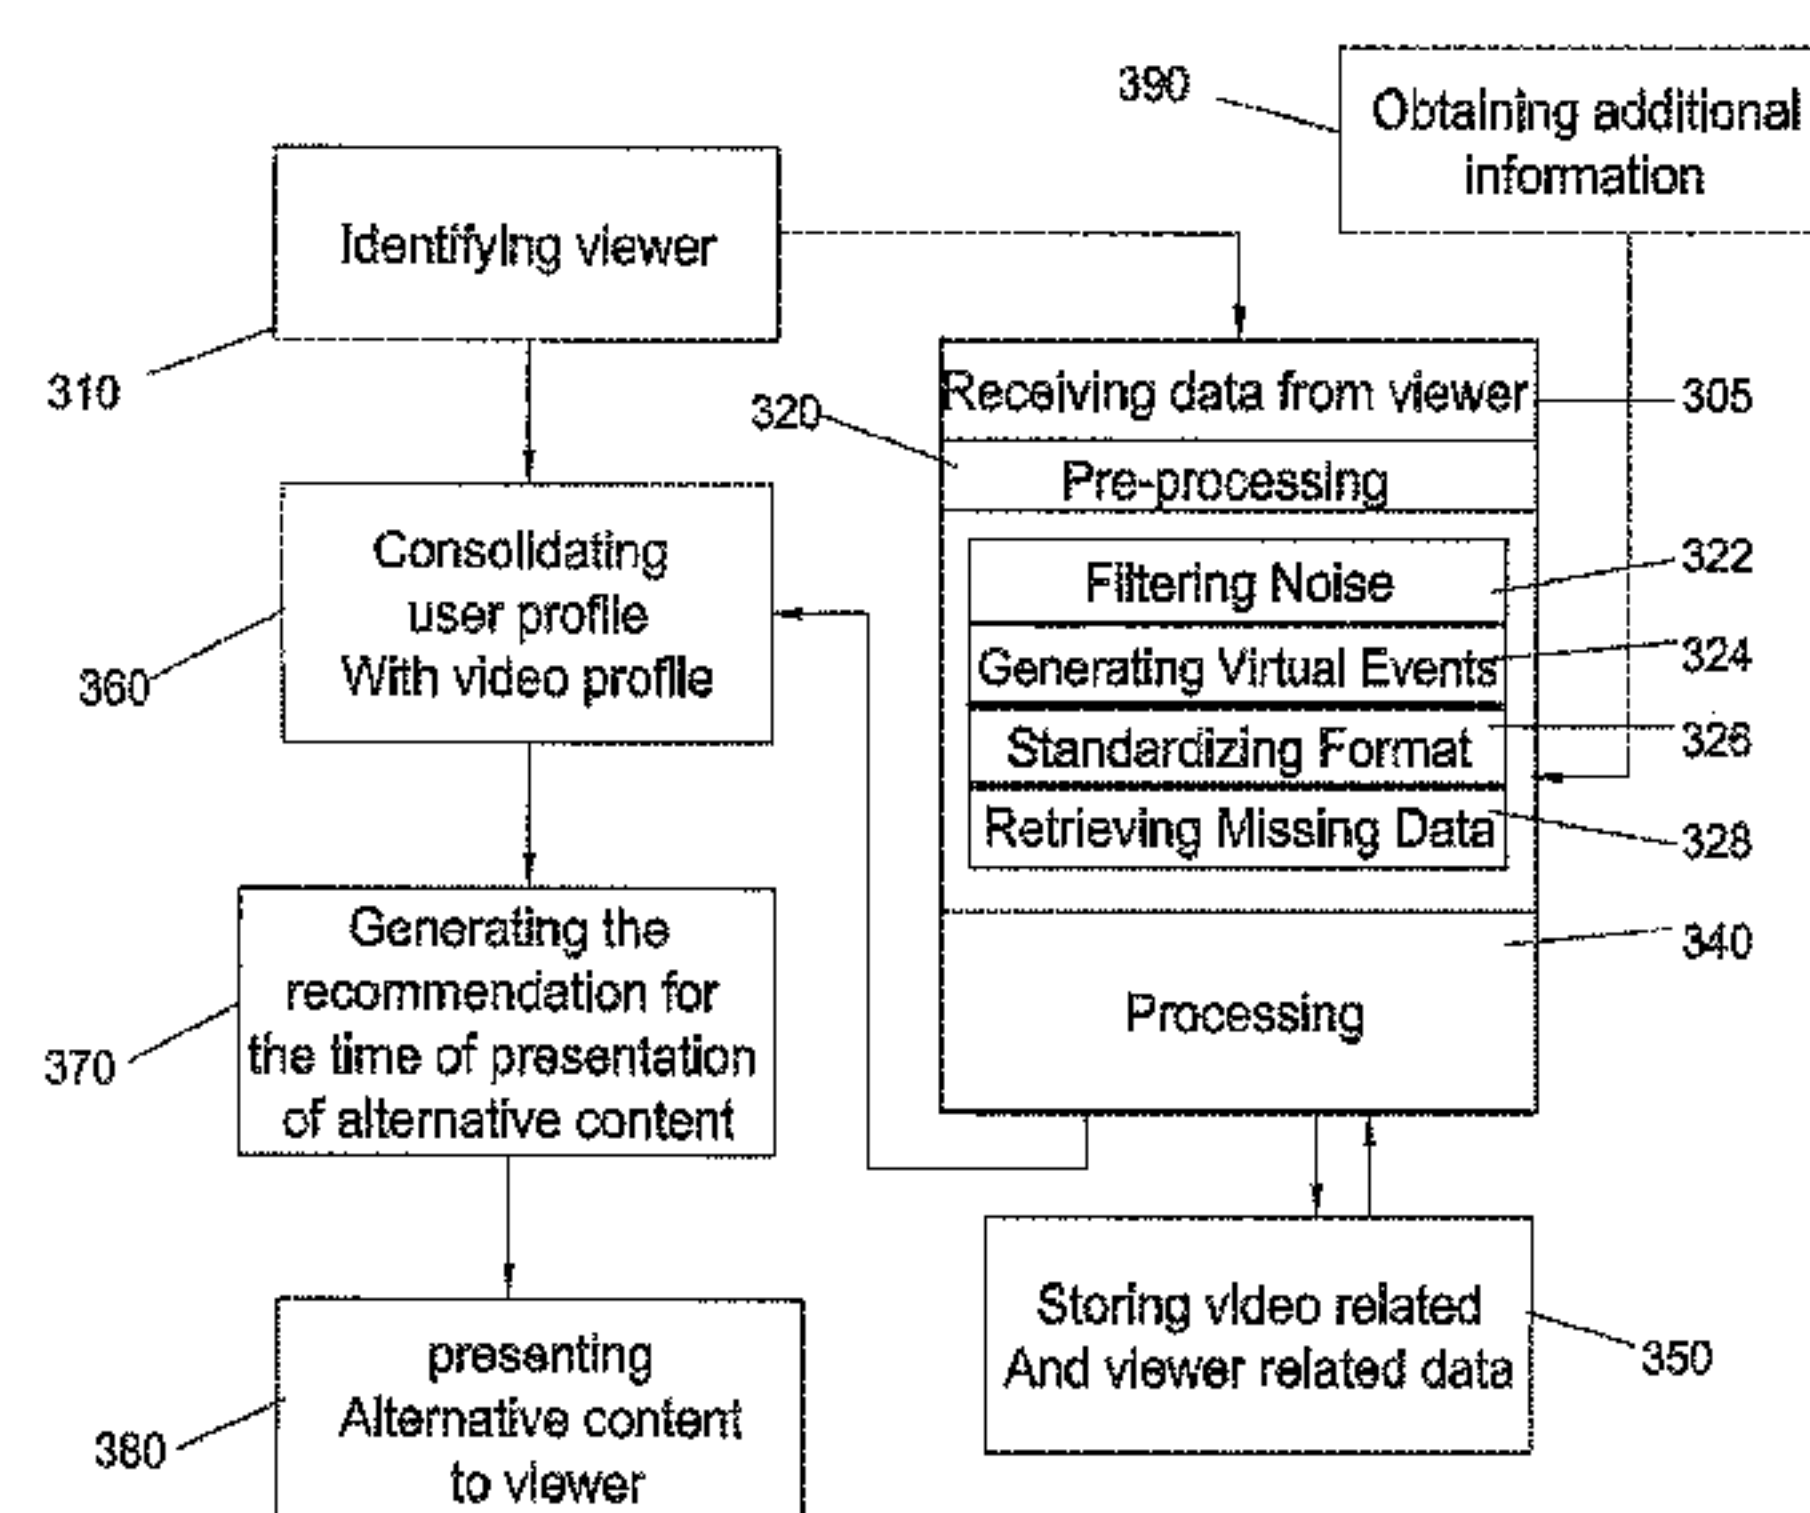 390
Obtaining additional
information
Identifying viewer
310
Receiving data from viewer
305
320
Pre-processing
Filtering Noise
322
Generating Virtual Events
324
Standardizing Format
326
Retrieving Missing Data
328
Consolidating
user profile
With video profile
360
340
Processing
Generating the
recommendation for
the time of presentation
of alternative content
370
Storing video related
And viewer related data
350
presenting
Alternative content
to viewer
380